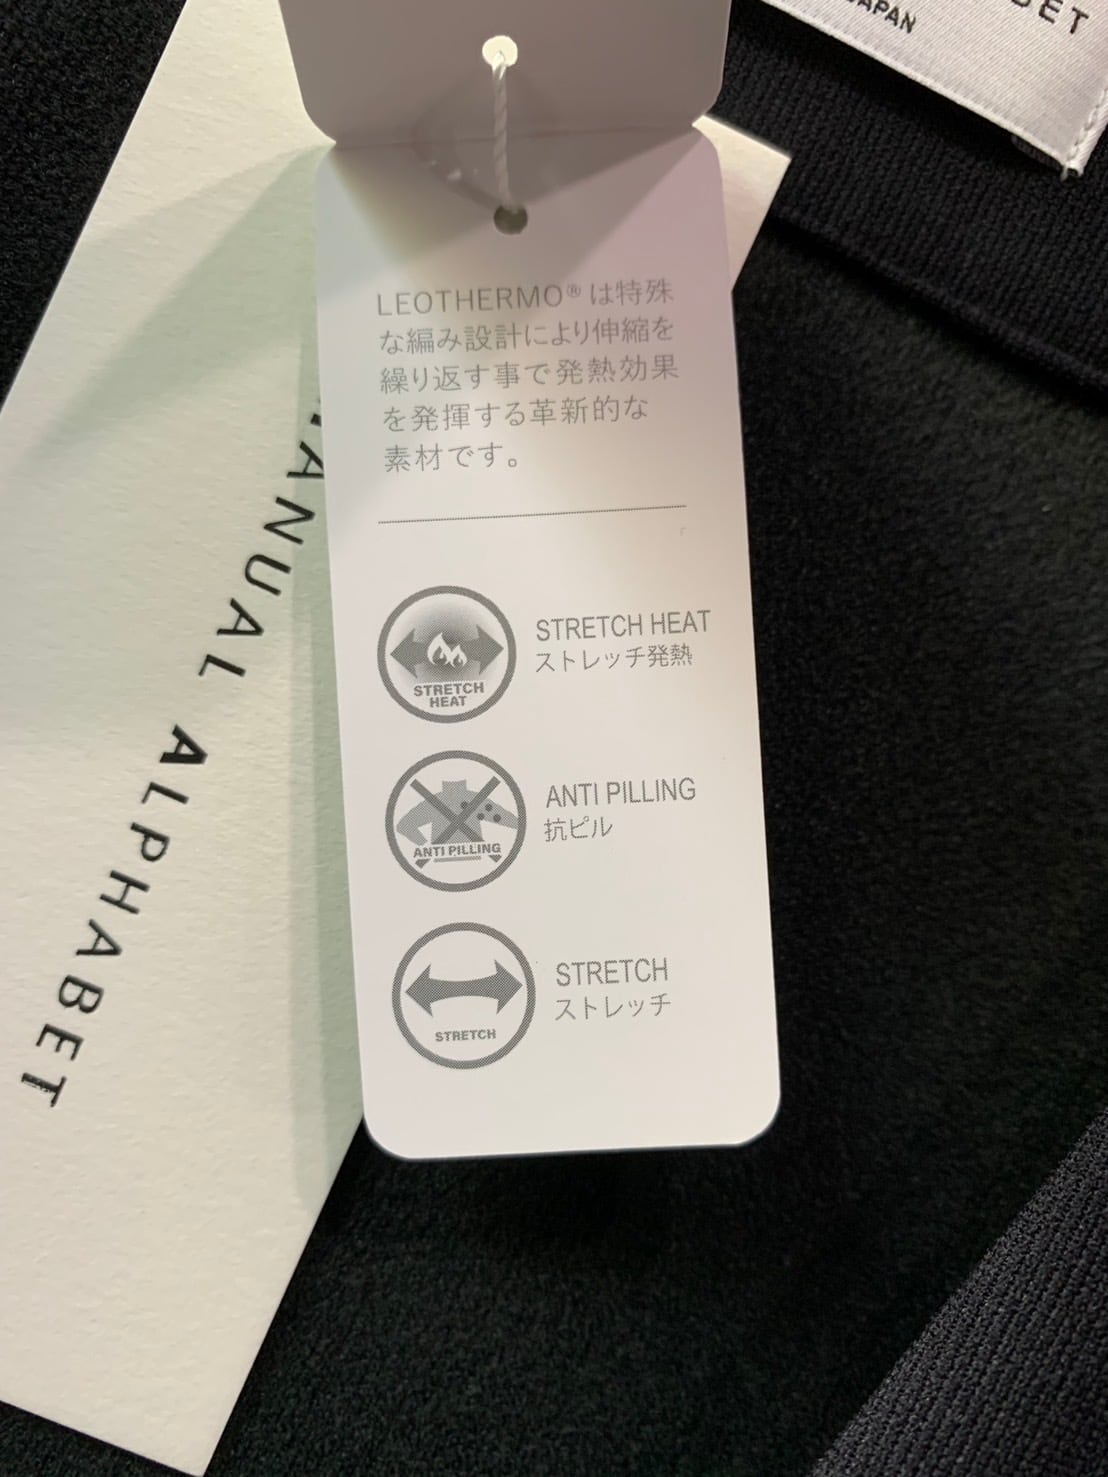 LEOTHERMO®は特殊
な編み設計により伸縮を
繰り返す事で発熱効果
を発揮する革新的な
素材です。
STRETCH
HEAT
STRETCH HEAT
ストレッチ発熱
ANTI PILLING
ANTI PILLING
抗ピル
STRETCH
STRETCH
ストレッチ
MANUAL ALPHABET
BET
JAPAN